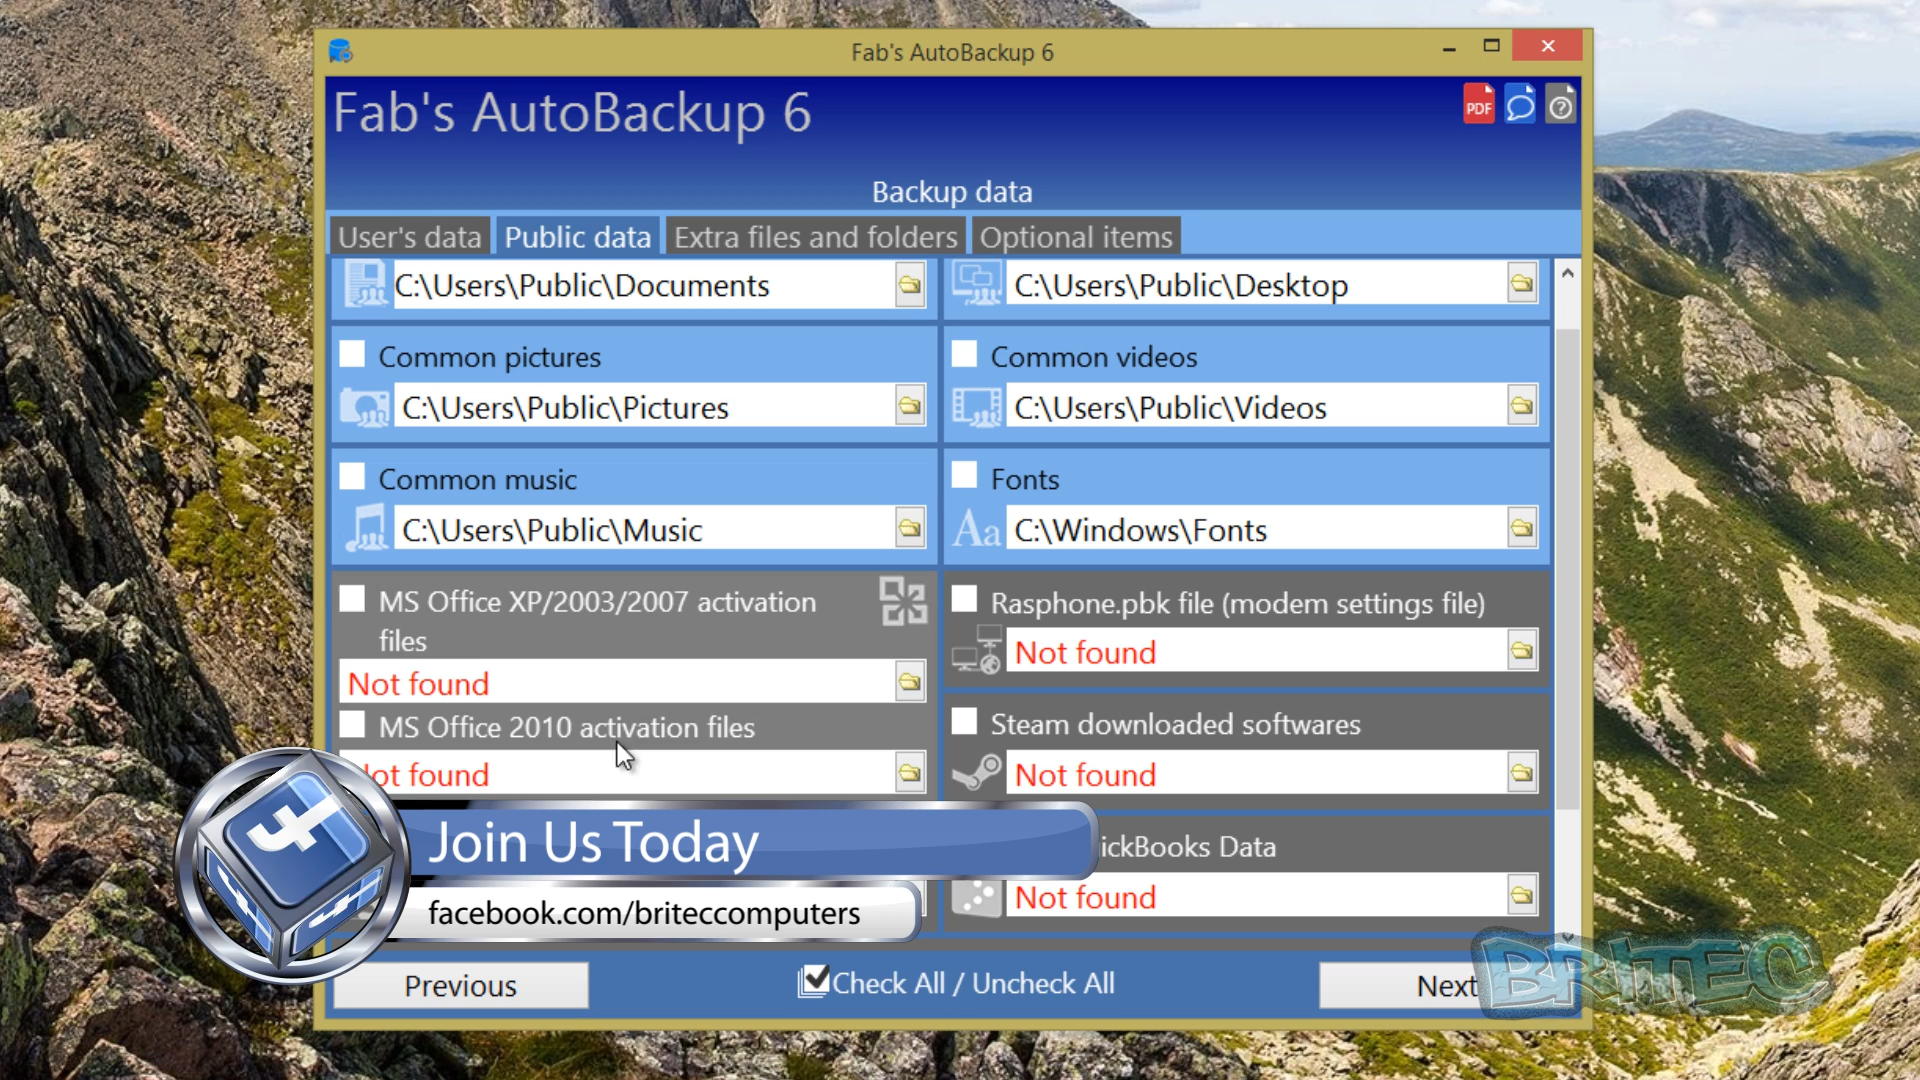 Fab's AutoBackup 6
Fab's AutoBackup 6
PDF
Backup data
User's data
Public data
Extra files and folders
Optional items
C:\Users\Public\Documents
C:\Users\Public\Desktop
Common pictures
Common videos
C:\Users\Public\Pictures
C:\Users\Public\Videos
Common music
Fonts
C:\Users\Public\Music
Aa
C:\Windows\Fonts
MS Office XP/2003/2007 activation
files
Rasphone.pbk file (modem settings file)
Not found
Not found
MS Office 2010 activation files
Steam downloaded softwares
ot found
Not found
Join Us Today
ickBooks Data
facebook.com/briteccomputers
Not found
Previous
Check All / Uncheck All
Next
BRITEC